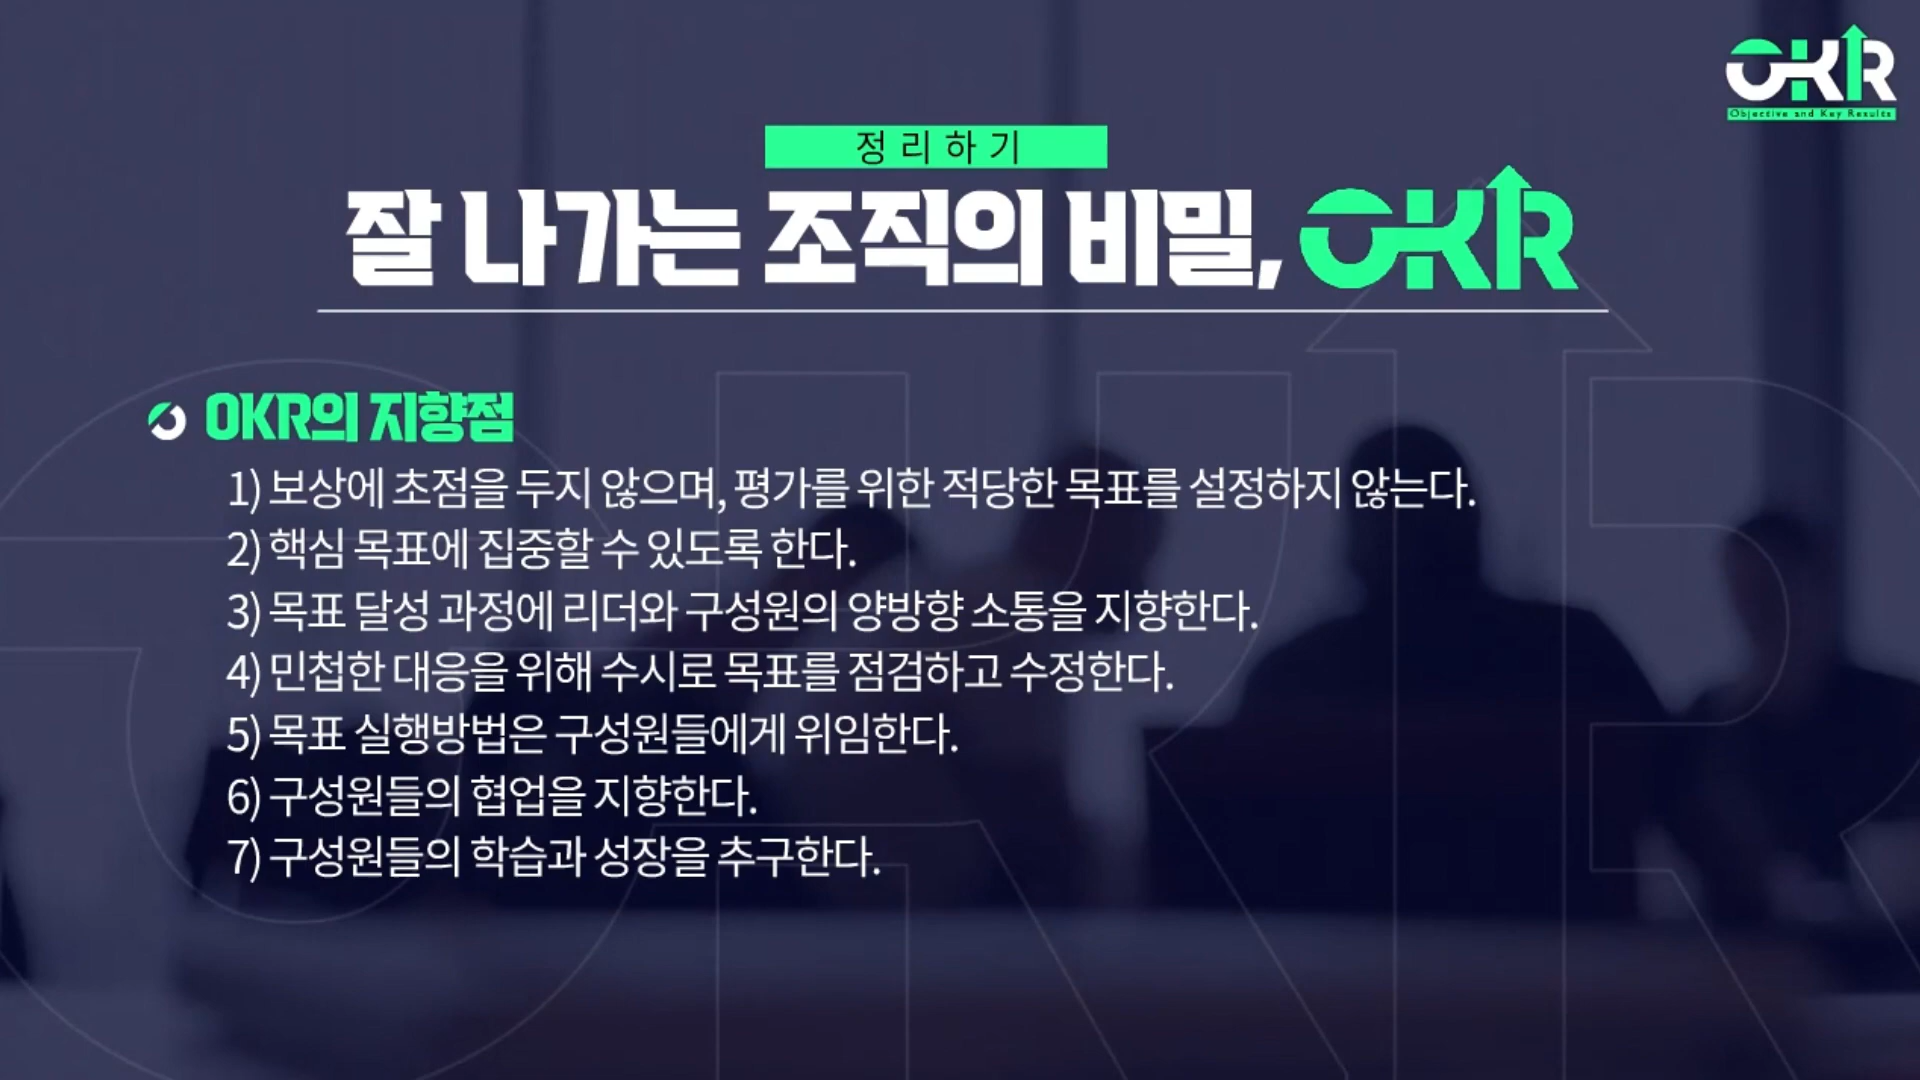 OKR
Objective and Key Results
정리하기
잘 나가는 조직의 비밀, OKR
OKR의 지향점
1) 보상에 초점을 두지 않으며, 평가를 위한 적당한 목표를 설정하지 않는다.
2) 핵심 목표에 집중할 수 있도록 한다.
3) 목표 달성 과정에 리더와 구성원의 양방향 소통을 지향한다.
4) 민첩한 대응을 위해 수시로 목표를 점검하고 수정한다.
5) 목표 실행방법은 구성원들에게 위임한다.
6) 구성원들의 협업을 지향한다.
7) 구성원들의 학습과 성장을 추구한다.